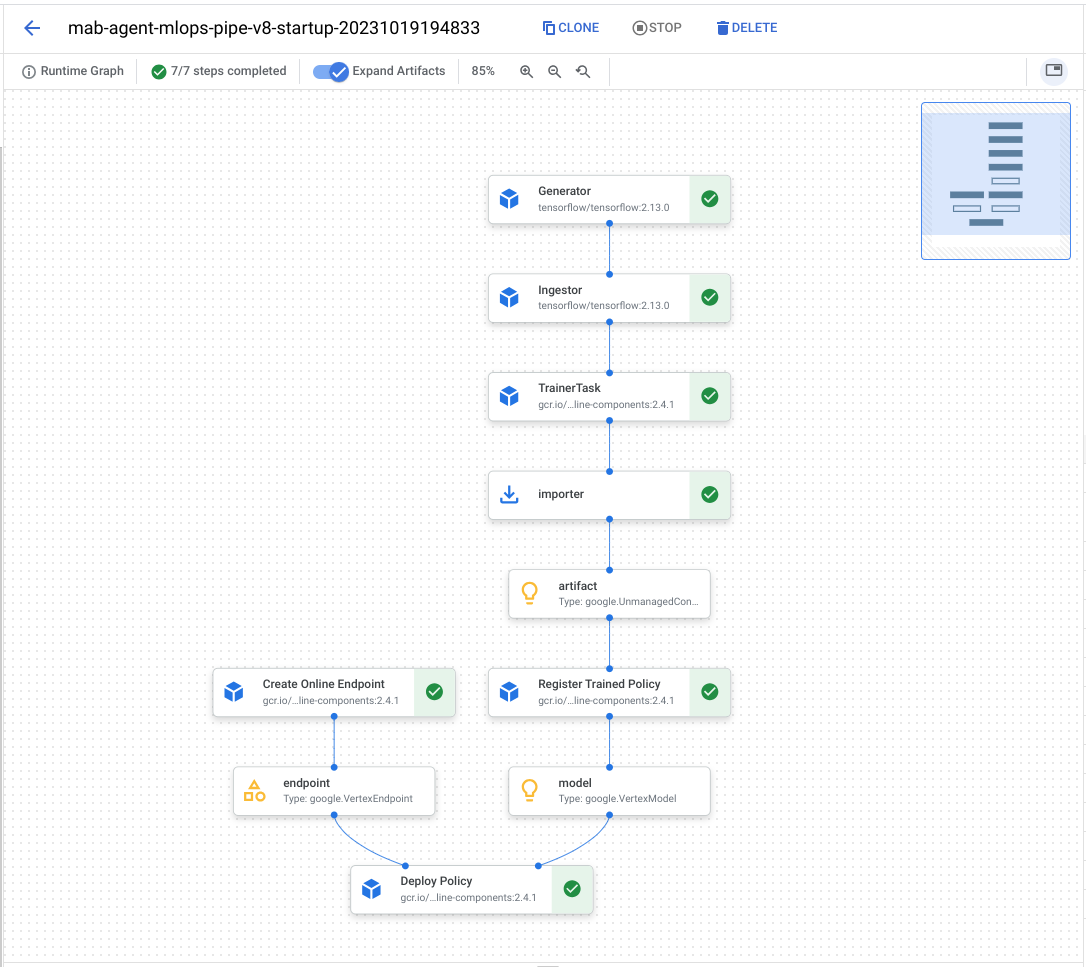 mab-agent-mlops-pipe-v8-startup-20231019194833
CLONE
STOP
DELETE
Runtime Graph
7/7 steps completed
Expand Artifacts
85%
Generator
tensorflow/tensorflow:2.13.0
Ingestor
tensorflow/tensorflow:2.13.0
TrainerTask
gcr.io/...line-components:2.4.1
importer
artifact
Type: google.UnmanagedCon...
Create Online Endpoint
gcr.io/...line-components:2.4.1
Register Trained Policy
gcr.io/...line-components:2.4.1
endpoint
Type: google.VertexEndpoint
model
Type: google.VertexModel
Deploy Policy
gcr.io/...line-components:2.4.1